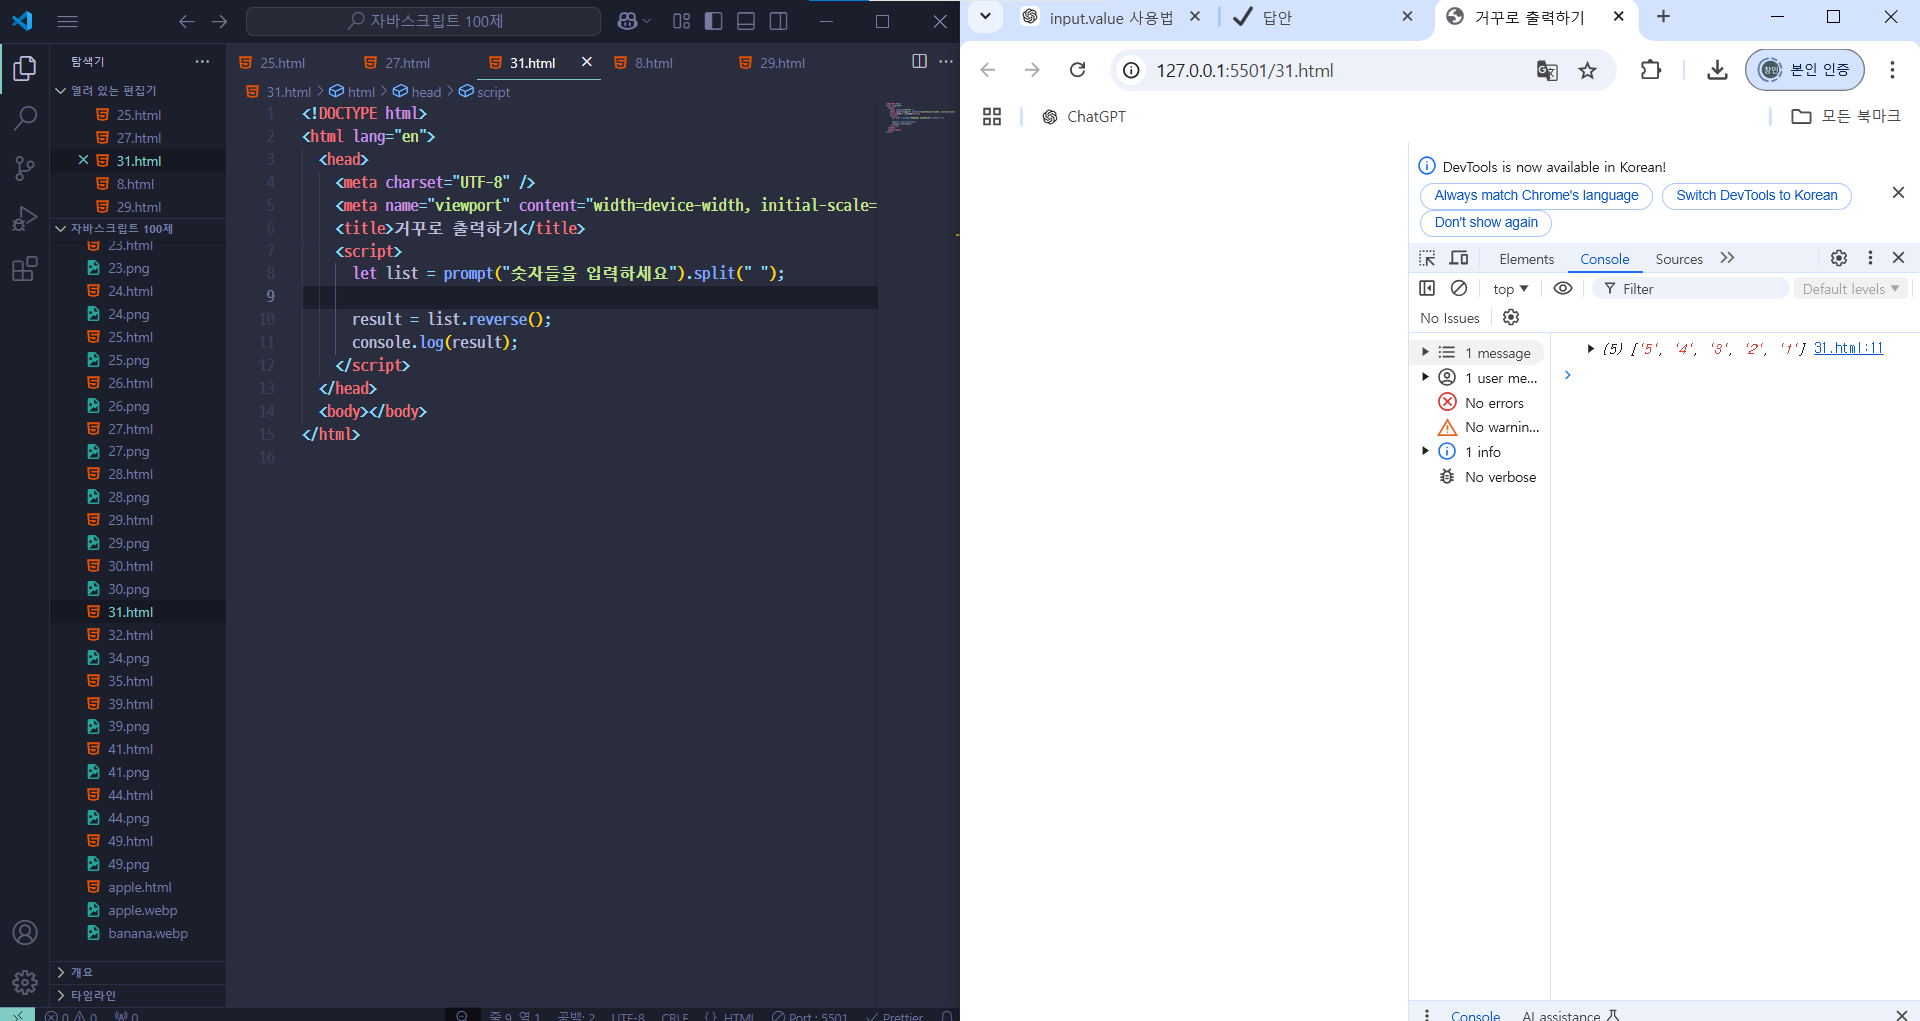 자바스크립트 100제
탐색기
열려 있는 편집기
25.html
27.html
31.html
8.html
29.html
자바스크립트 100제
23.html
23.png
24.html
24.png
25.html
25.png
26.html
26.png
27.html
27.png
28.html
28.png
29.html
29.png
30.html
30.png
31.html
32.html
34.png
35.html
39.html
39.png
41.html
41.png
44.html
44.png
49.html
49.png
apple.html
apple.webp
banana.webp
개요
타임라인
25.html 27.html 31.html 8.html 29.html
31.html > html > head > script
1 <!DOCTYPE html>
2 <html lang="en">
3 <head>
4 <meta charset="UTF-8" />
5 <meta name="viewport" content="width=device-width, initial-scale=
6 <title>거꾸로 출력하기</title>
7 <script>
8 let list = prompt("숫자들을 입력하세요").split(" ");
9
10 result = list.reverse();
11 console.log(result);
12 </script>
13 </head>
14 <body></body>
15 </html>
16
0 0 0 줄 9, 열 1 공백: 2 UTF-8 CRLF {} HTML Port : 5501 Prettier
input.value 사용법 답안 거꾸로 출력하기
127.0.0.1:5501/31.html 창민 본인 인증
ChatGPT 모든 북마크
DevTools is now available in Korean!
Always match Chrome's language Switch DevTools to Korean
Don't show again
Elements Console Sources
top Filter Default levels
No Issues
1 message
1 user me...
No errors
No warnin...
1 info
No verbose
(5) ['5', '4', '3', '2', '1'] 31.html:11
Console AI assistance